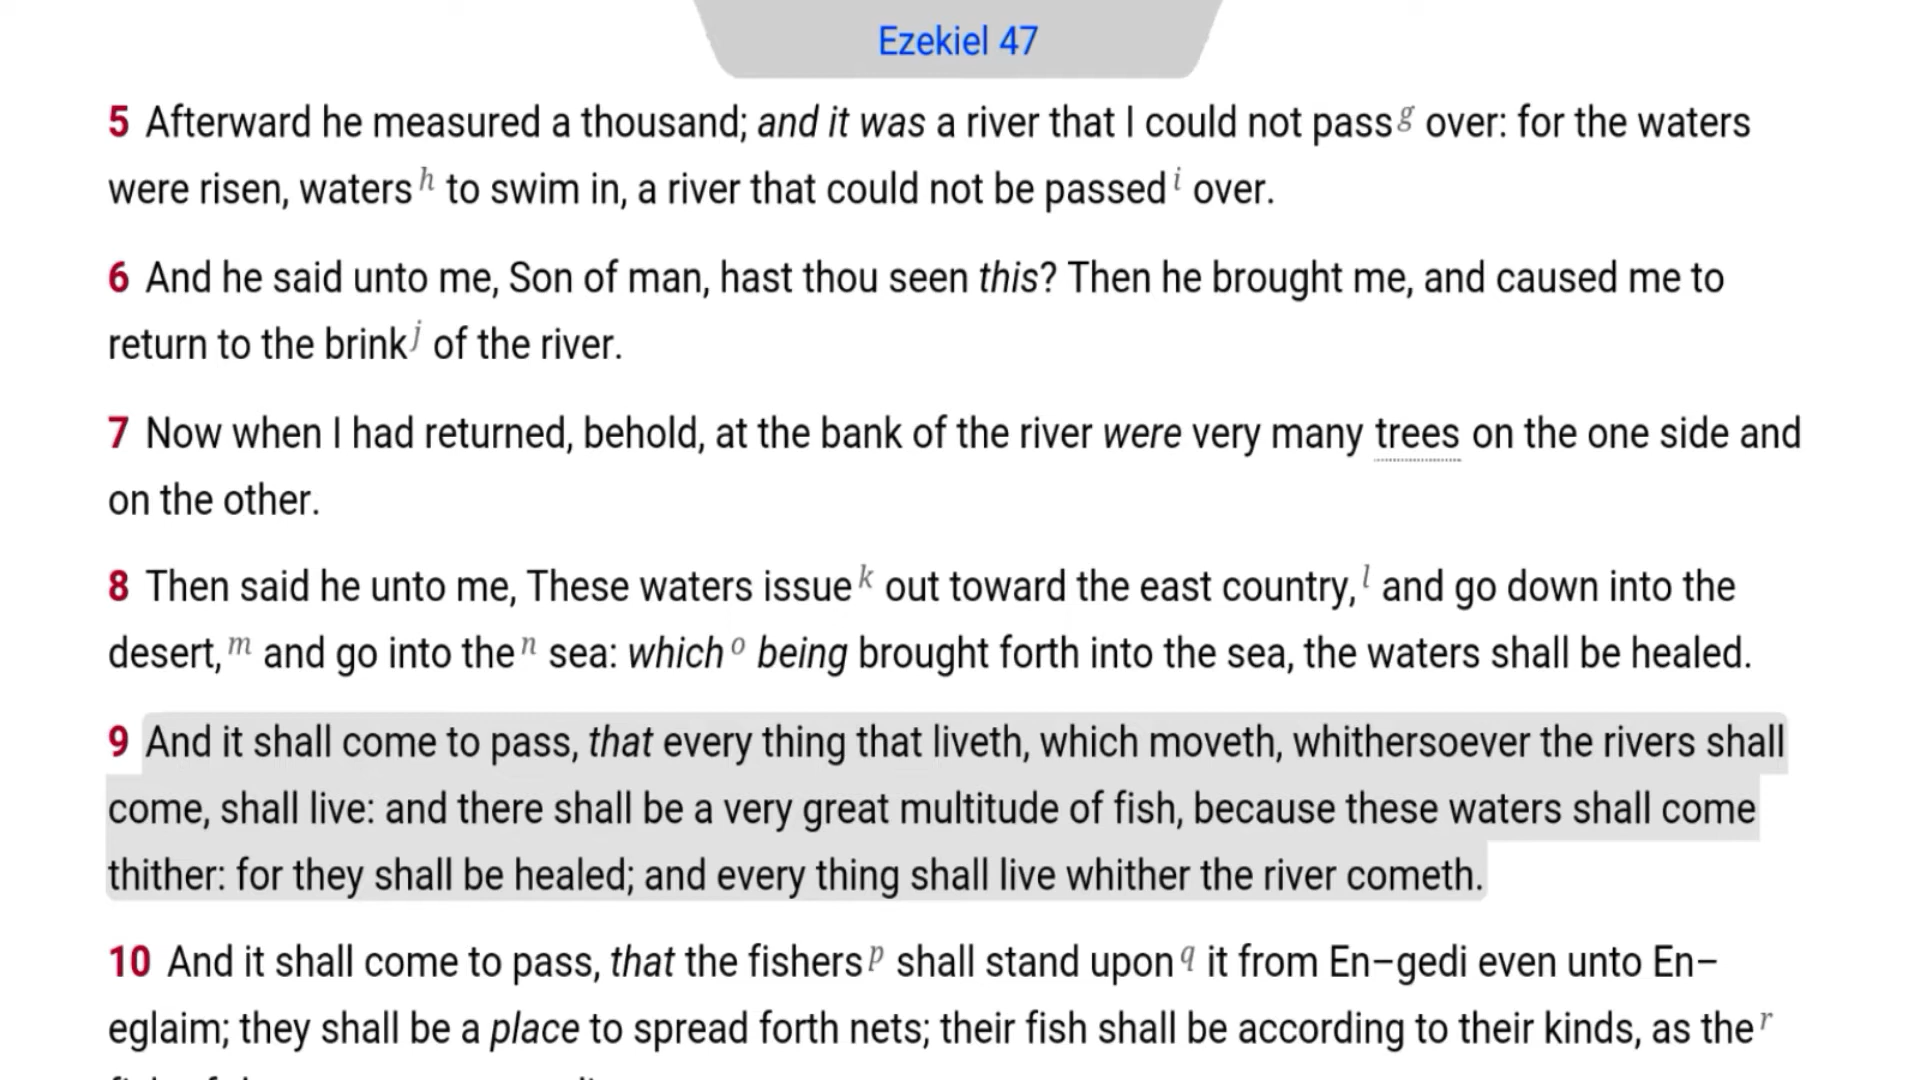 Ezekiel 47
5 Afterward he measured a thousand; and it was a river that I could not pass g over: for the waters
were risen, waters h to swim in, a river that could not be passed i over.
6 And he said unto me, Son of man, hast thou seen this? Then he brought me, and caused me to
return to the brink j of the river.
7 Now when I had returned, behold, at the bank of the river were very many trees on the one side and
on the other.
8 Then said he unto me, These waters issue k out toward the east country, l and go down into the
desert, m and go into the n sea: which o being brought forth into the sea, the waters shall be healed.
9 And it shall come to pass, that every thing that liveth, which moveth, whithersoever the rivers shall
come, shall live: and there shall be a very great multitude of fish, because these waters shall come
thither: for they shall be healed; and every thing shall live whither the river cometh.
10 And it shall come to pass, that the fishers p shall stand upon q it from En–gedi even unto En–
eglaim; they shall be a place to spread forth nets; their fish shall be according to their kinds, as the r